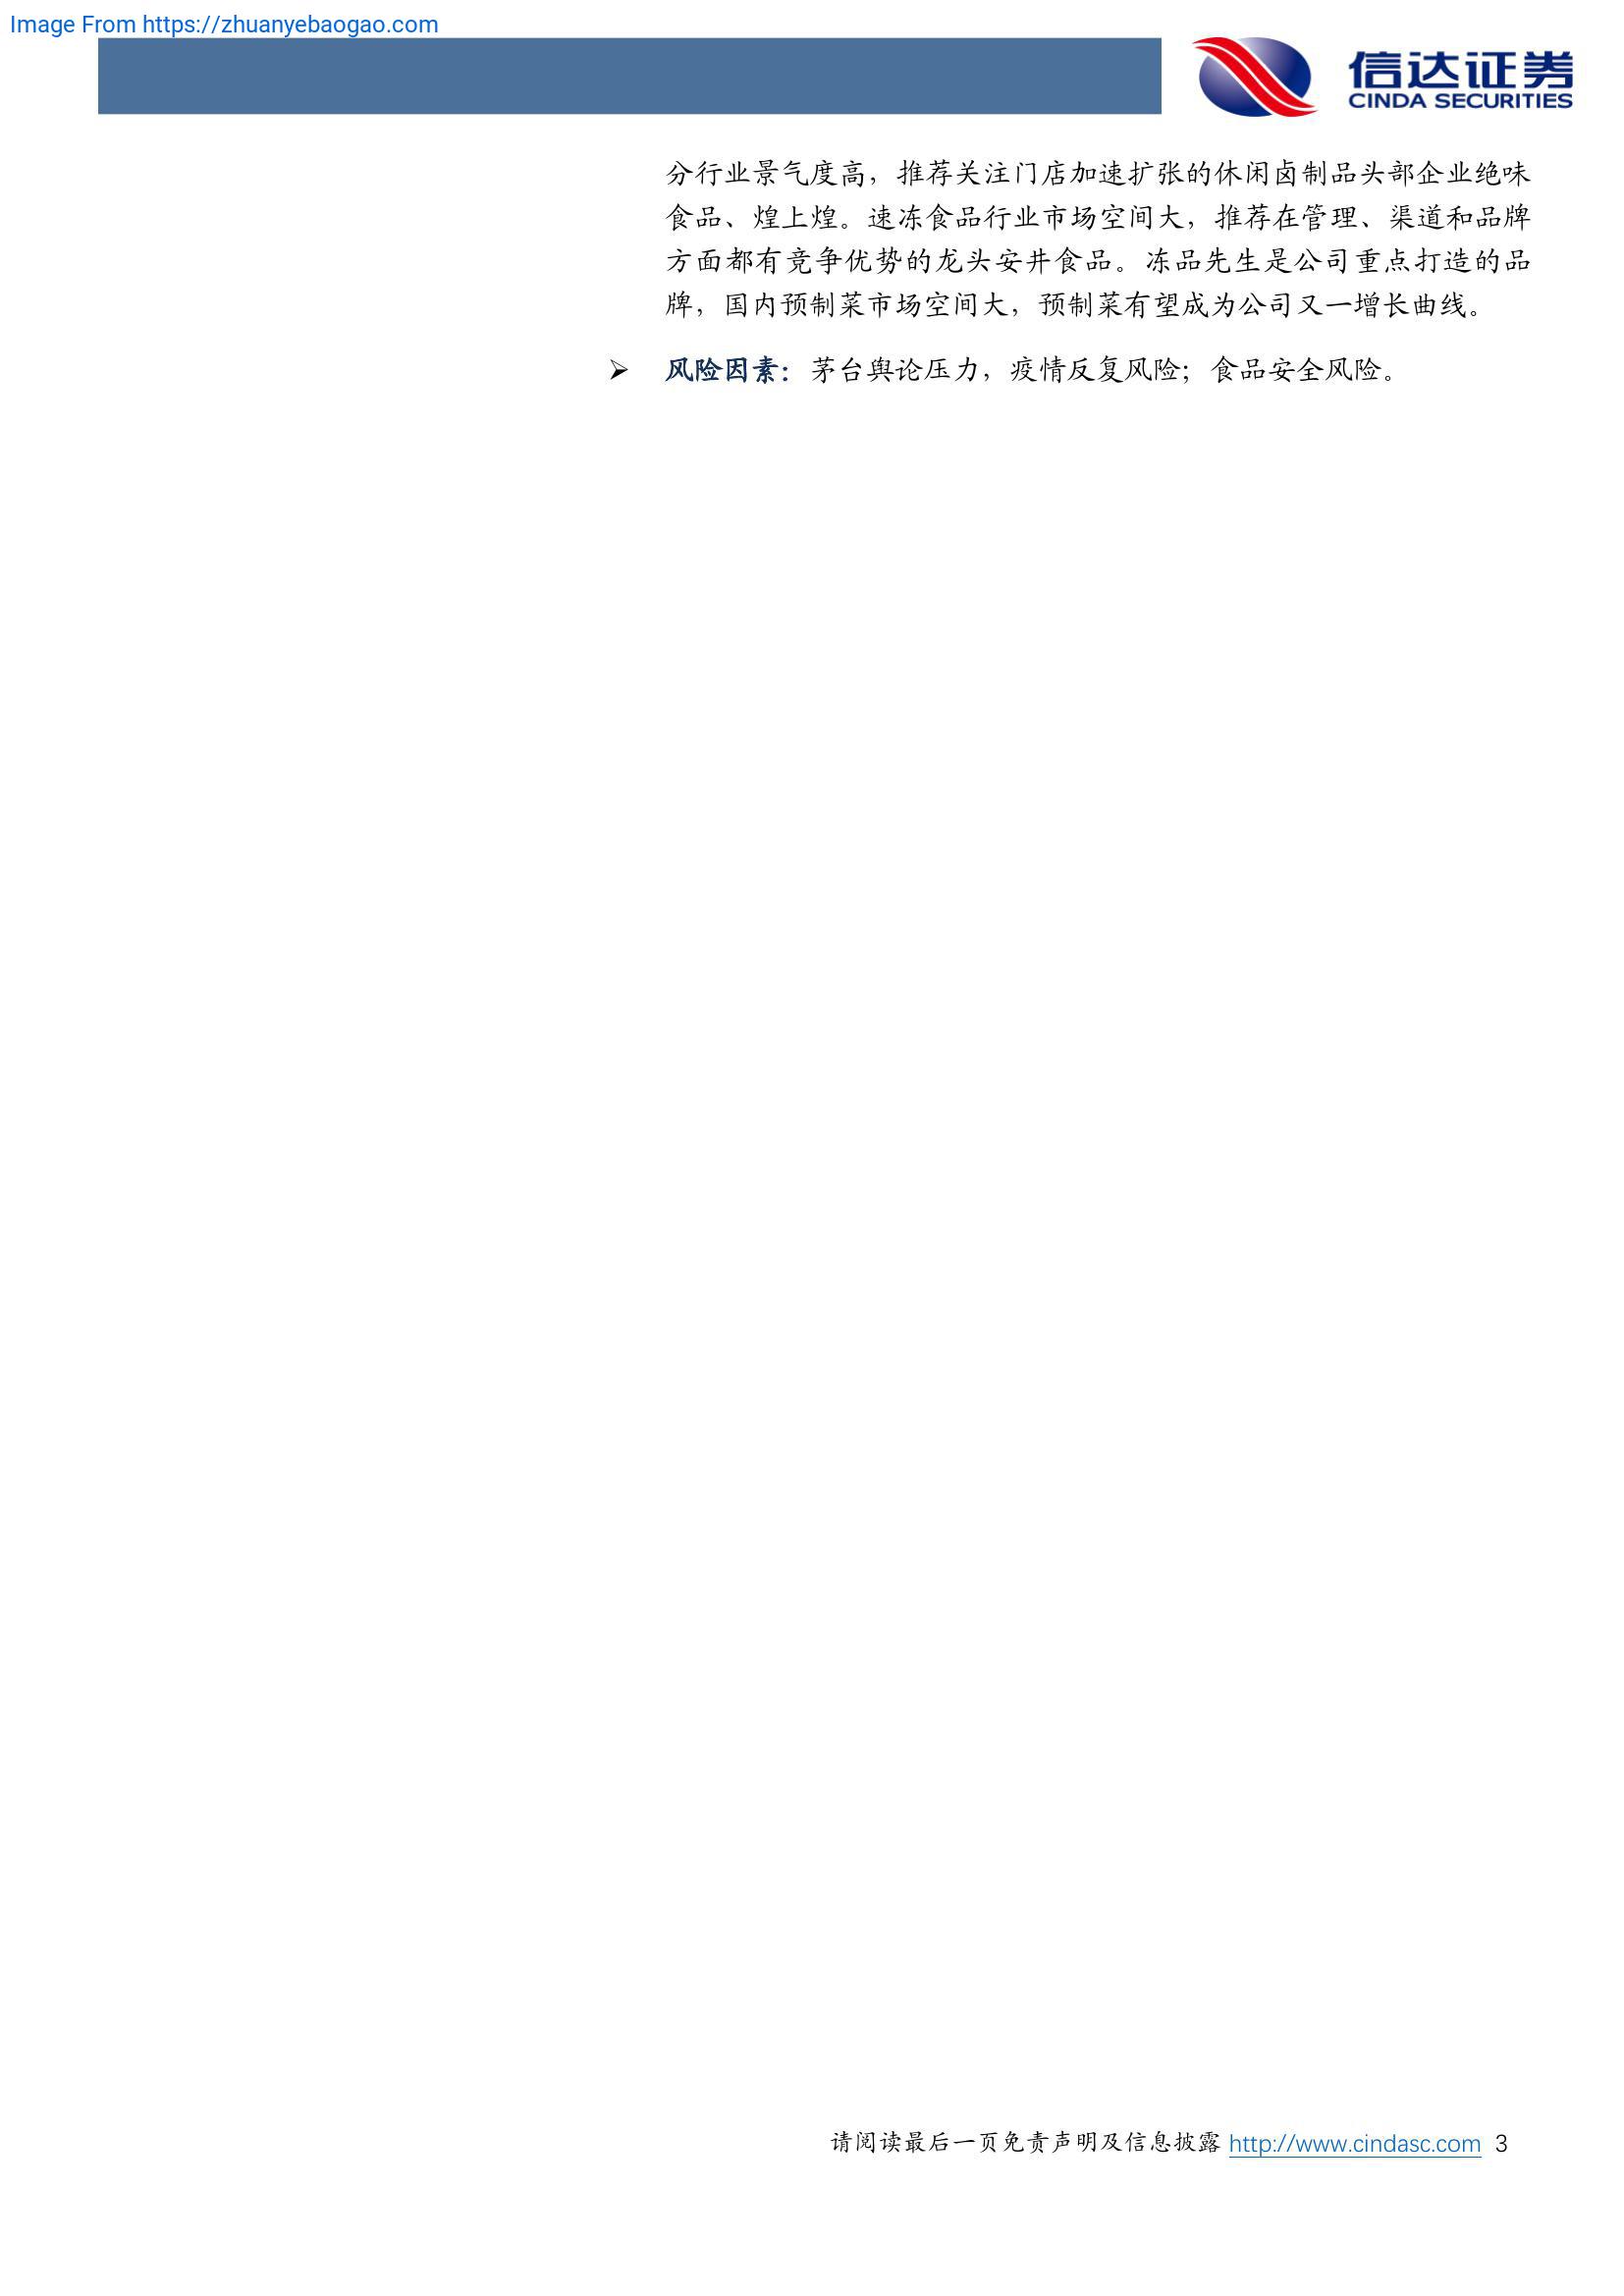 Image From https://zhuanyebaogao.com
信达证券
CINDA SECURITIES
分行业景气度高，推荐关注门店加速扩张的休闲卤制品头部企业绝味
食品、煌上煌。速冻食品行业市场空间大，推荐在管理、渠道和品牌
方面都有竞争优势的龙头安井食品。冻品先生是公司重点打造的品
牌，国内预制菜市场空间大，预制菜有望成为公司又一增长曲线。
➢ 风险因素：茅台舆论压力，疫情反复风险；食品安全风险。
请阅读最后一页免责声明及信息披露 http://www.cindasc.com 3